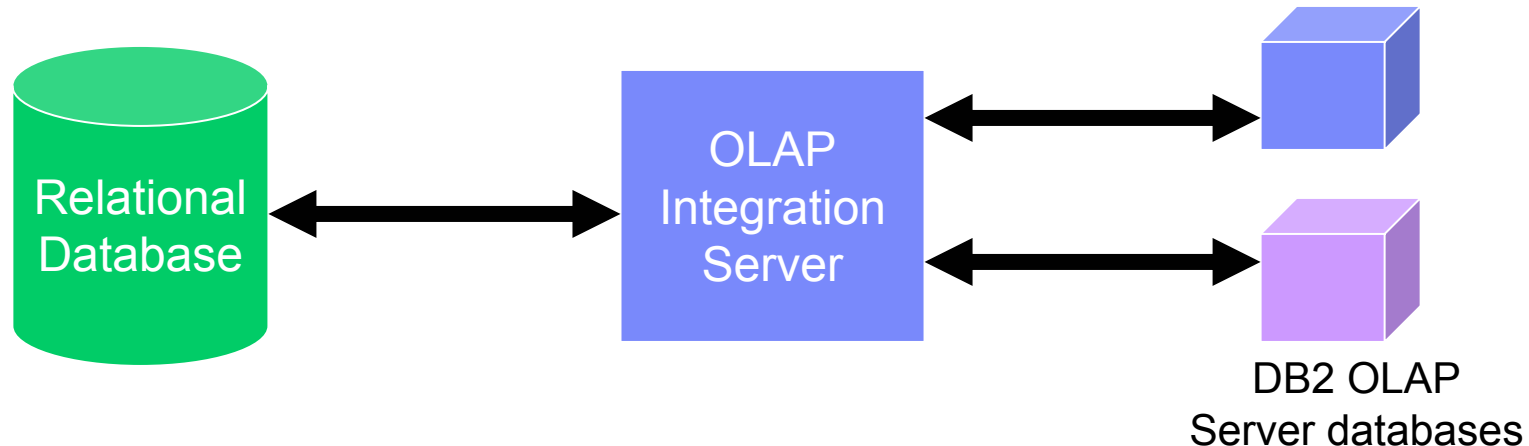 Relational
Database
OLAP
Integration
Server
DB2 OLAP
Server databases